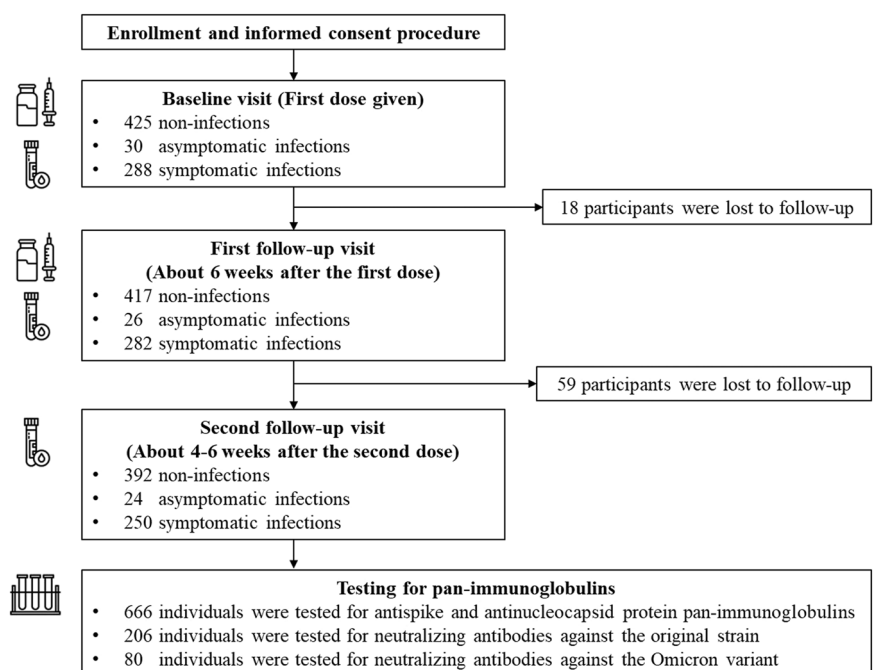 Enrollment and informed consent procedure
Baseline visit (First dose given)
• 425 non-infections
• 30 asymptomatic infections
• 288 symptomatic infections
18 participants were lost to follow-up
First follow-up visit
(About 6 weeks after the first dose)
• 417 non-infections
• 26 asymptomatic infections
• 282 symptomatic infections
59 participants were lost to follow-up
Second follow-up visit
(About 4-6 weeks after the second dose)
• 392 non-infections
• 24 asymptomatic infections
• 250 symptomatic infections
Testing for pan-immunoglobulins
• 666 individuals were tested for antispike and antinucleocapsid protein pan-immunoglobulins
• 206 individuals were tested for neutralizing antibodies against the original strain
• 80 individuals were tested for neutralizing antibodies against the Omicron variant